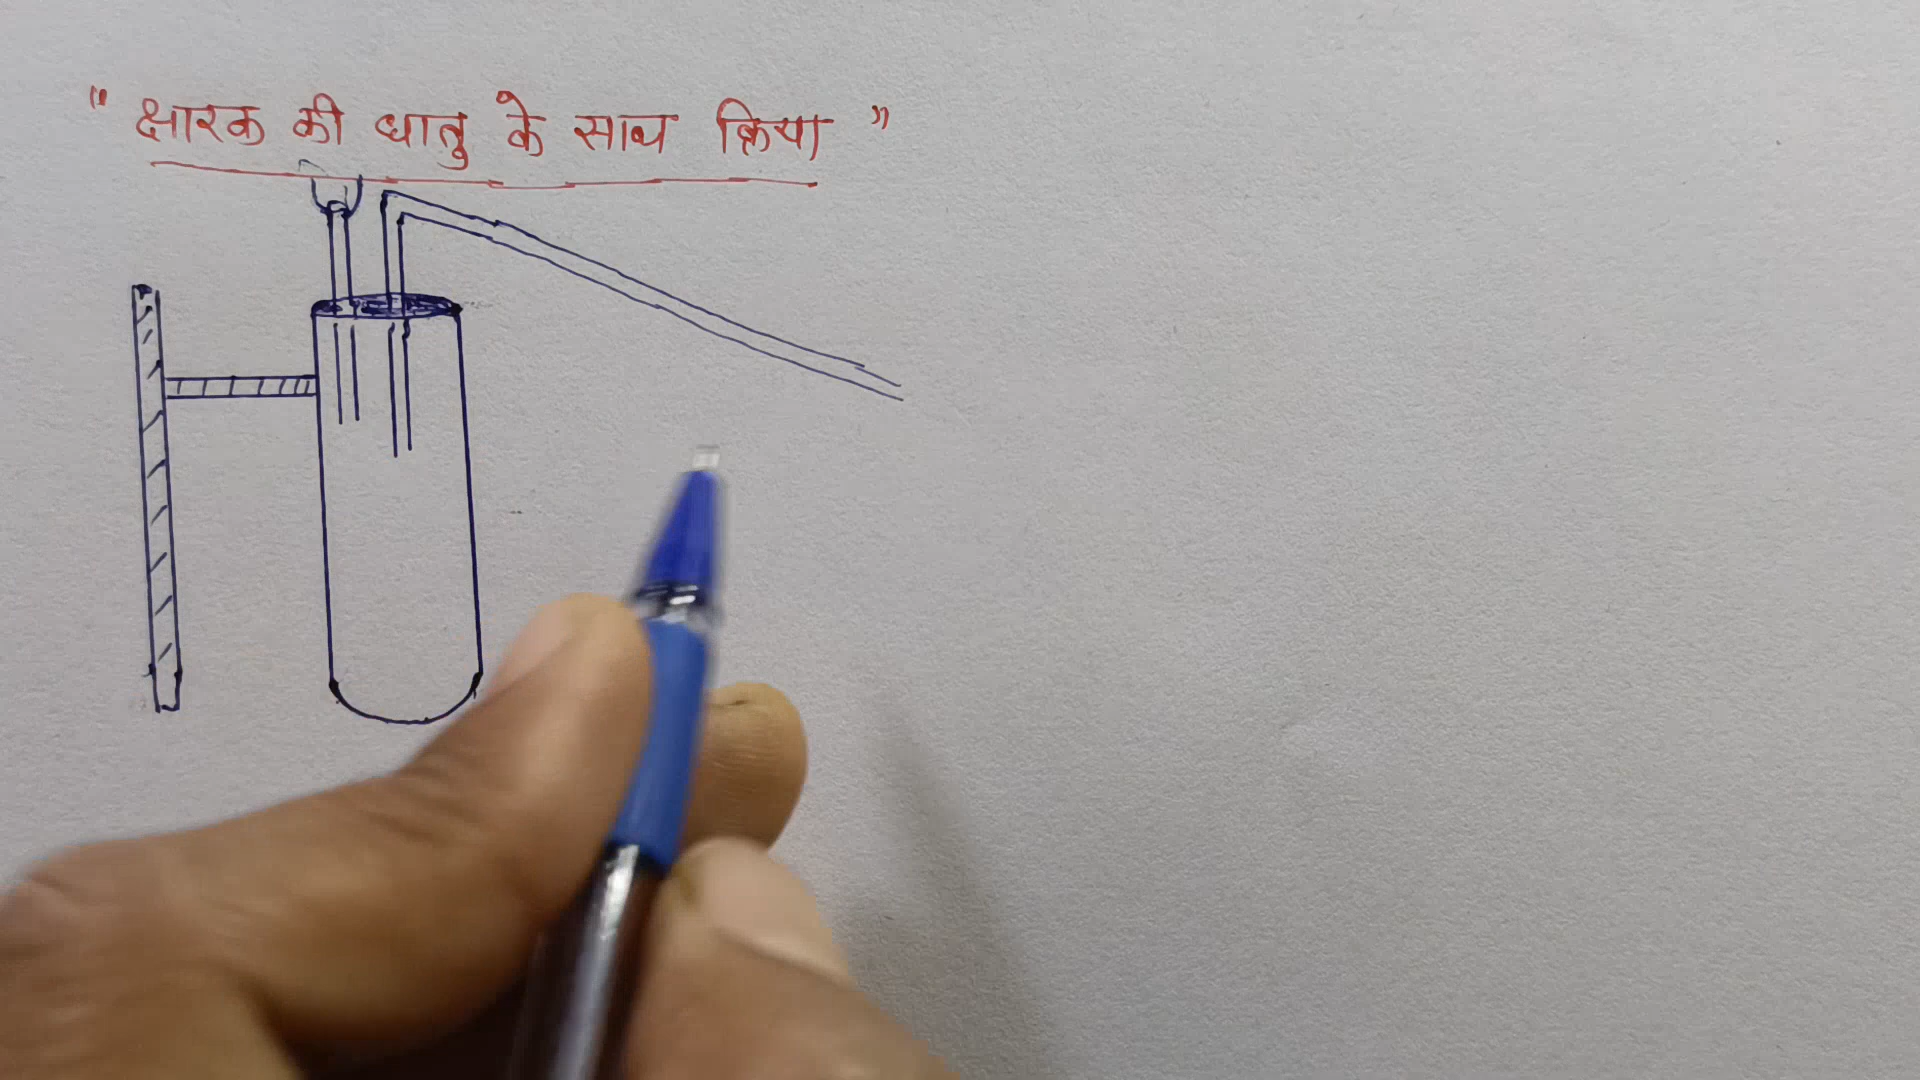 " क्षारक की धातु के साथ क्रिया "